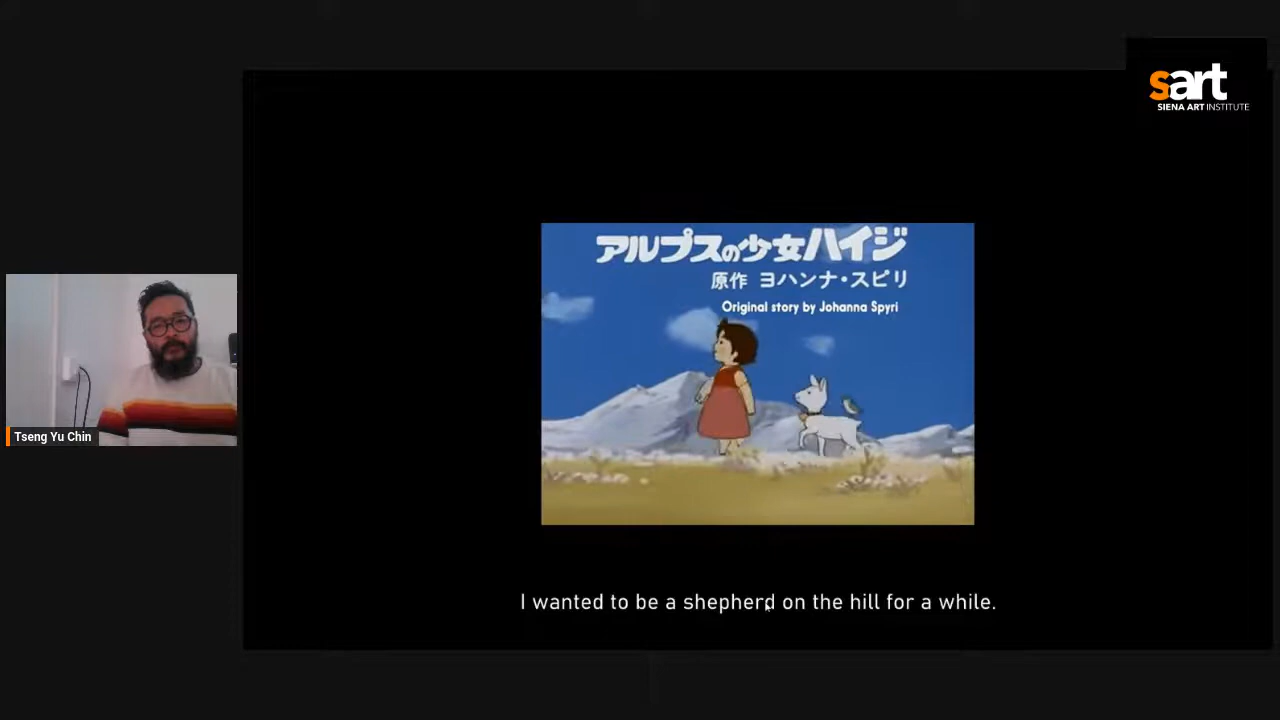 sart
SIENA ART INSTITUTE
アルプスの少女ハイジ
原作 ヨハンナ・スピリ
Original story by Johanna Spyri
Tseng Yu Chin
I wanted to be a shepherd on the hill for a while.